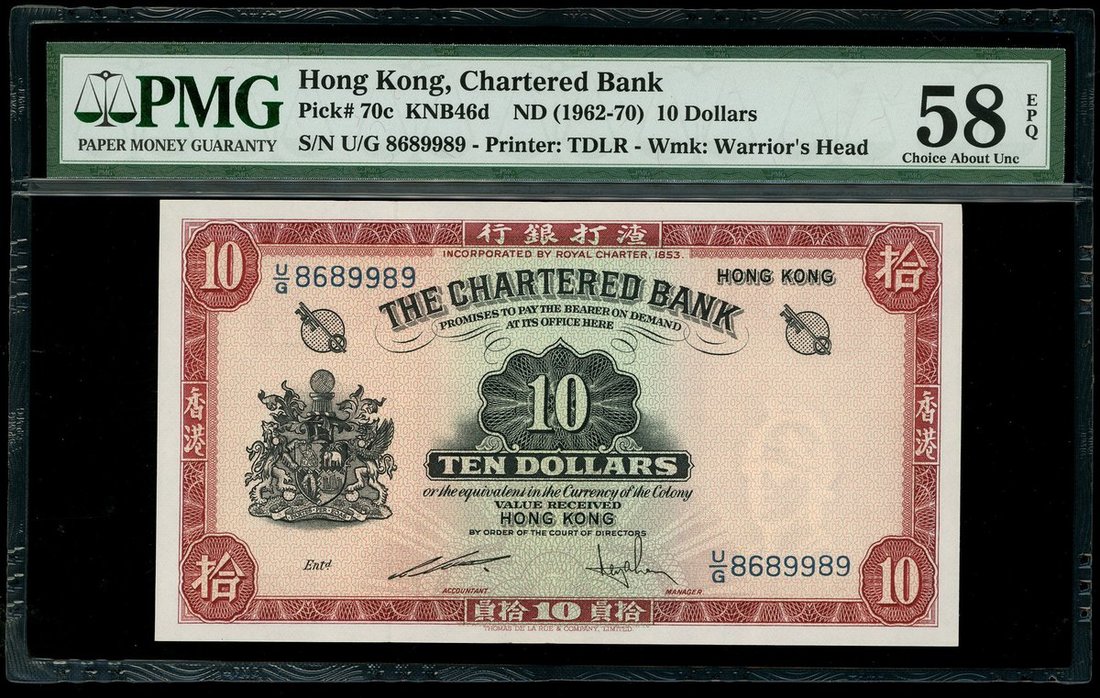 PMG
PAPER MONEY GUARANTY
Hong Kong, Chartered Bank
Pick# 70c KNB46d ND (1962-70) 10 Dollars
S/N U/G 8689989 - Printer: TDLR - Wmk: Warrior's Head
58
EPQ
Choice About Unc
行銀打渣
INCORPORATED BY ROYAL CHARTER, 1853.
10
U/G 8689989
HONG KONG
拾
THE CHARTERED BANK
PROMISES TO PAY THE BEARER ON DEMAND
AT ITS OFFICE HERE
10
香港
香港
TEN DOLLARS
or the equivalent in the Currency of the Colony
VALUE RECEIVED
HONG KONG
BY ORDER OF THE COURT OF DIRECTORS
Entd
U/G 8689989
拾
10
ACCOUNTANT
MANAGER
員拾10員拾
THOMAS DE LA RUE & COMPANY, LIMITED.